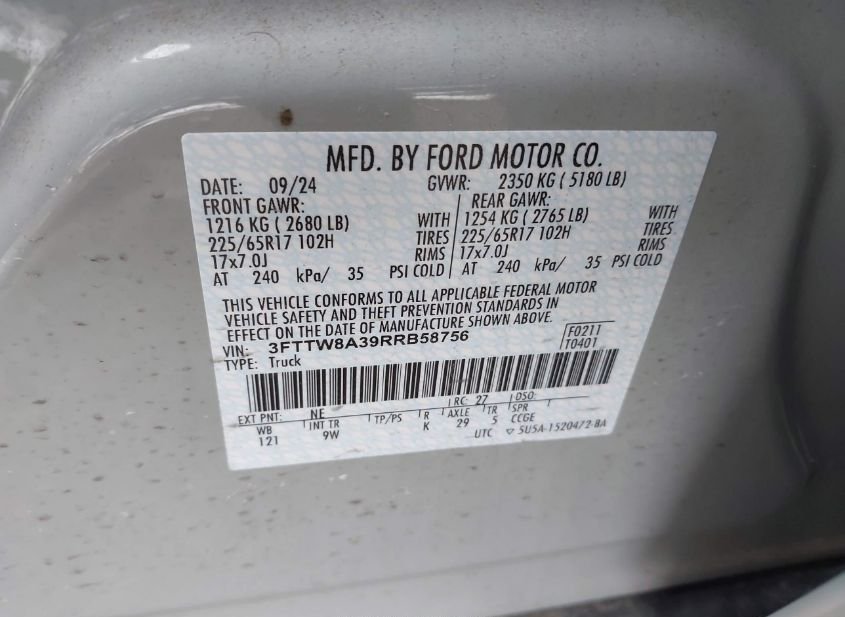 MFD. BY FORD MOTOR CO.
DATE: 09/24 GVWR: 2350 KG ( 5180 LB)
FRONT GAWR: REAR GAWR:
1216 KG ( 2680 LB) WITH 1254 KG ( 2765 LB) WITH
225/65R17 102H TIRES 225/65R17 102H TIRES
17x7.0J RIMS 17x7.0J RIMS
AT 240 kPa/ 35 PSI COLD AT 240 kPa/ 35 PSI COLD
THIS VEHICLE CONFORMS TO ALL APPLICABLE FEDERAL MOTOR
VEHICLE SAFETY AND THEFT PREVENTION STANDARDS IN
EFFECT ON THE DATE OF MANUFACTURE SHOWN ABOVE.
VIN: 3FTTW8A39RRB58756 F0211
TYPE: Truck T0401
EXT PNT: NE RC: 27 DSO:
WB INT TR TP/PS R AXLE TR SPR
121 9W K 29 5 CCGE
UTC ▽ 5U5A-1520472-BA